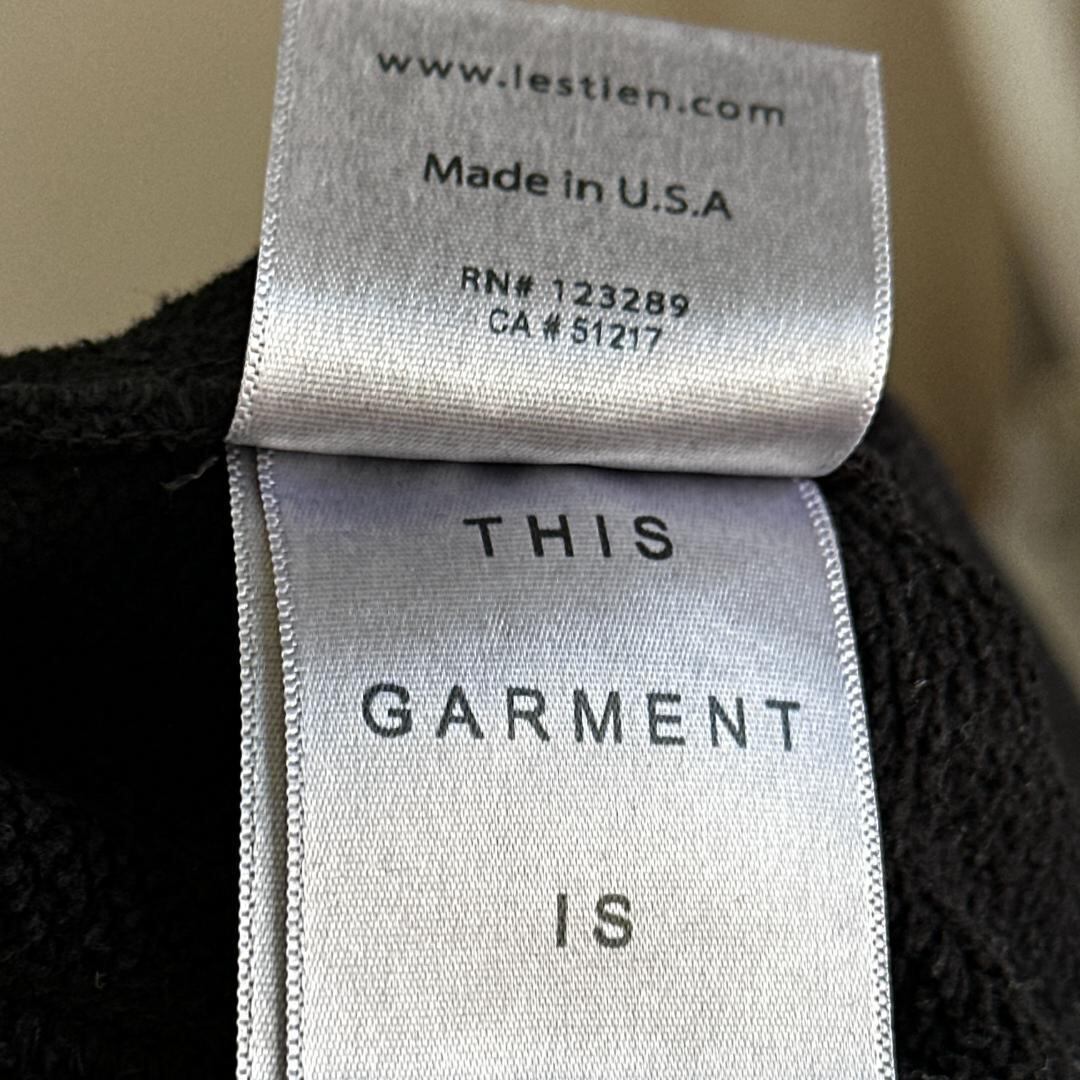 www.lestien.com
Made in U.S.A
RN# 123289
CA # 51217
THIS
GARMENT
IS